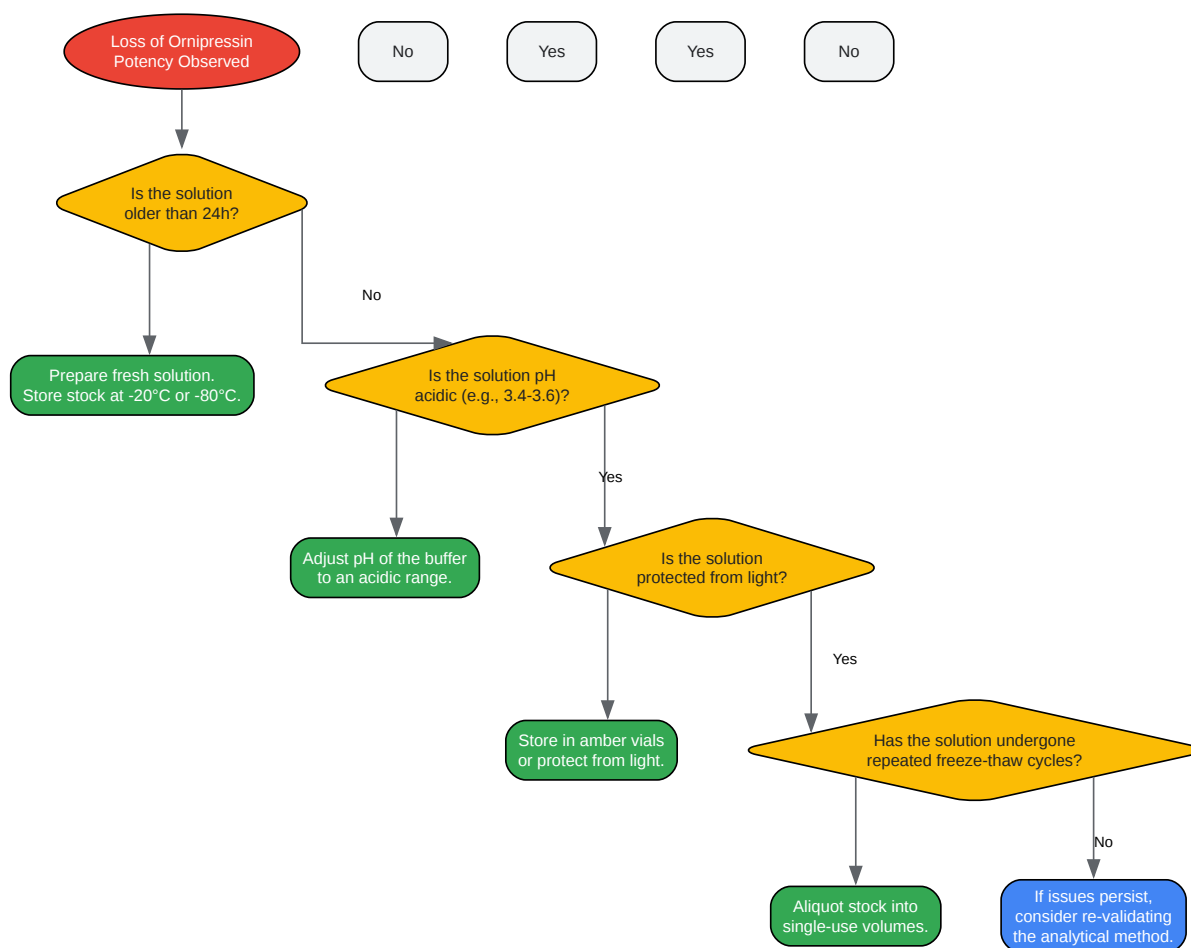 Loss of Ornipressin
Potency Observed
No
Yes
Yes
No
Is the solution
older than 24h?
No
Prepare fresh solution.
Store stock at -20°C or -80°C.
Is the solution pH
acidic (e.g., 3.4-3.6)?
Yes
Adjust pH of the buffer
to an acidic range.
Is the solution
protected from light?
Yes
Store in amber vials
or protect from light.
Has the solution undergone
repeated freeze-thaw cycles?
No
Aliquot stock into
single-use volumes.
If issues persist,
consider re-validating
the analytical method.